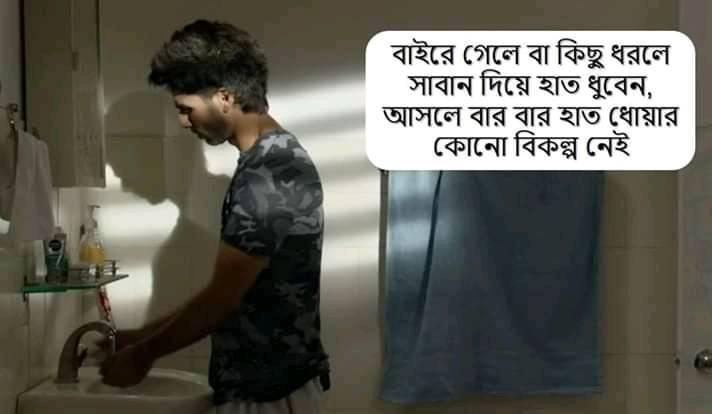 বাইরে গেলে বা কিছু ধরলে
সাবান দিয়ে হাত ধুবেন,
আসলে বার বার হাত ধোয়ার
কোনো বিকল্প নেই